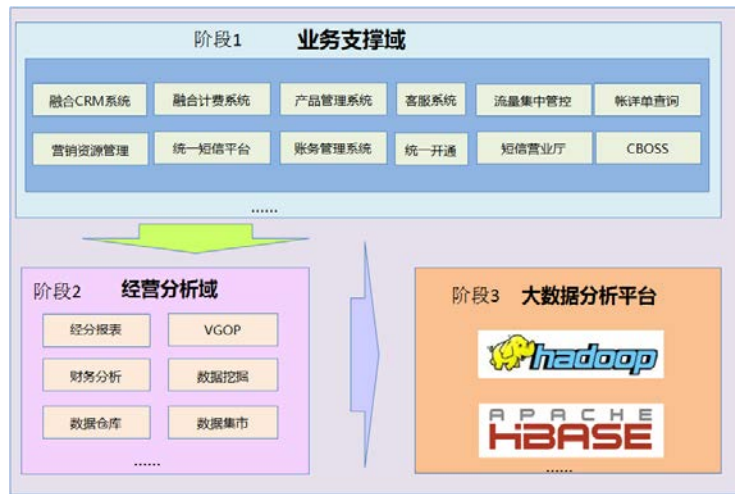 阶段1 业务支撑域
融合CRM系统 融合计费系统 产品管理系统 客服系统 流量集中管控 帐详单查询
营销资源管理 统一短信平台 账务管理系统 统一开通 短信营业厅 CBOSS
......
阶段2 经营分析域
经分报表 VGOP
财务分析 数据挖掘
数据仓库 数据集市
......
阶段3 大数据分析平台
hadoop
APACHE
HBASE
......